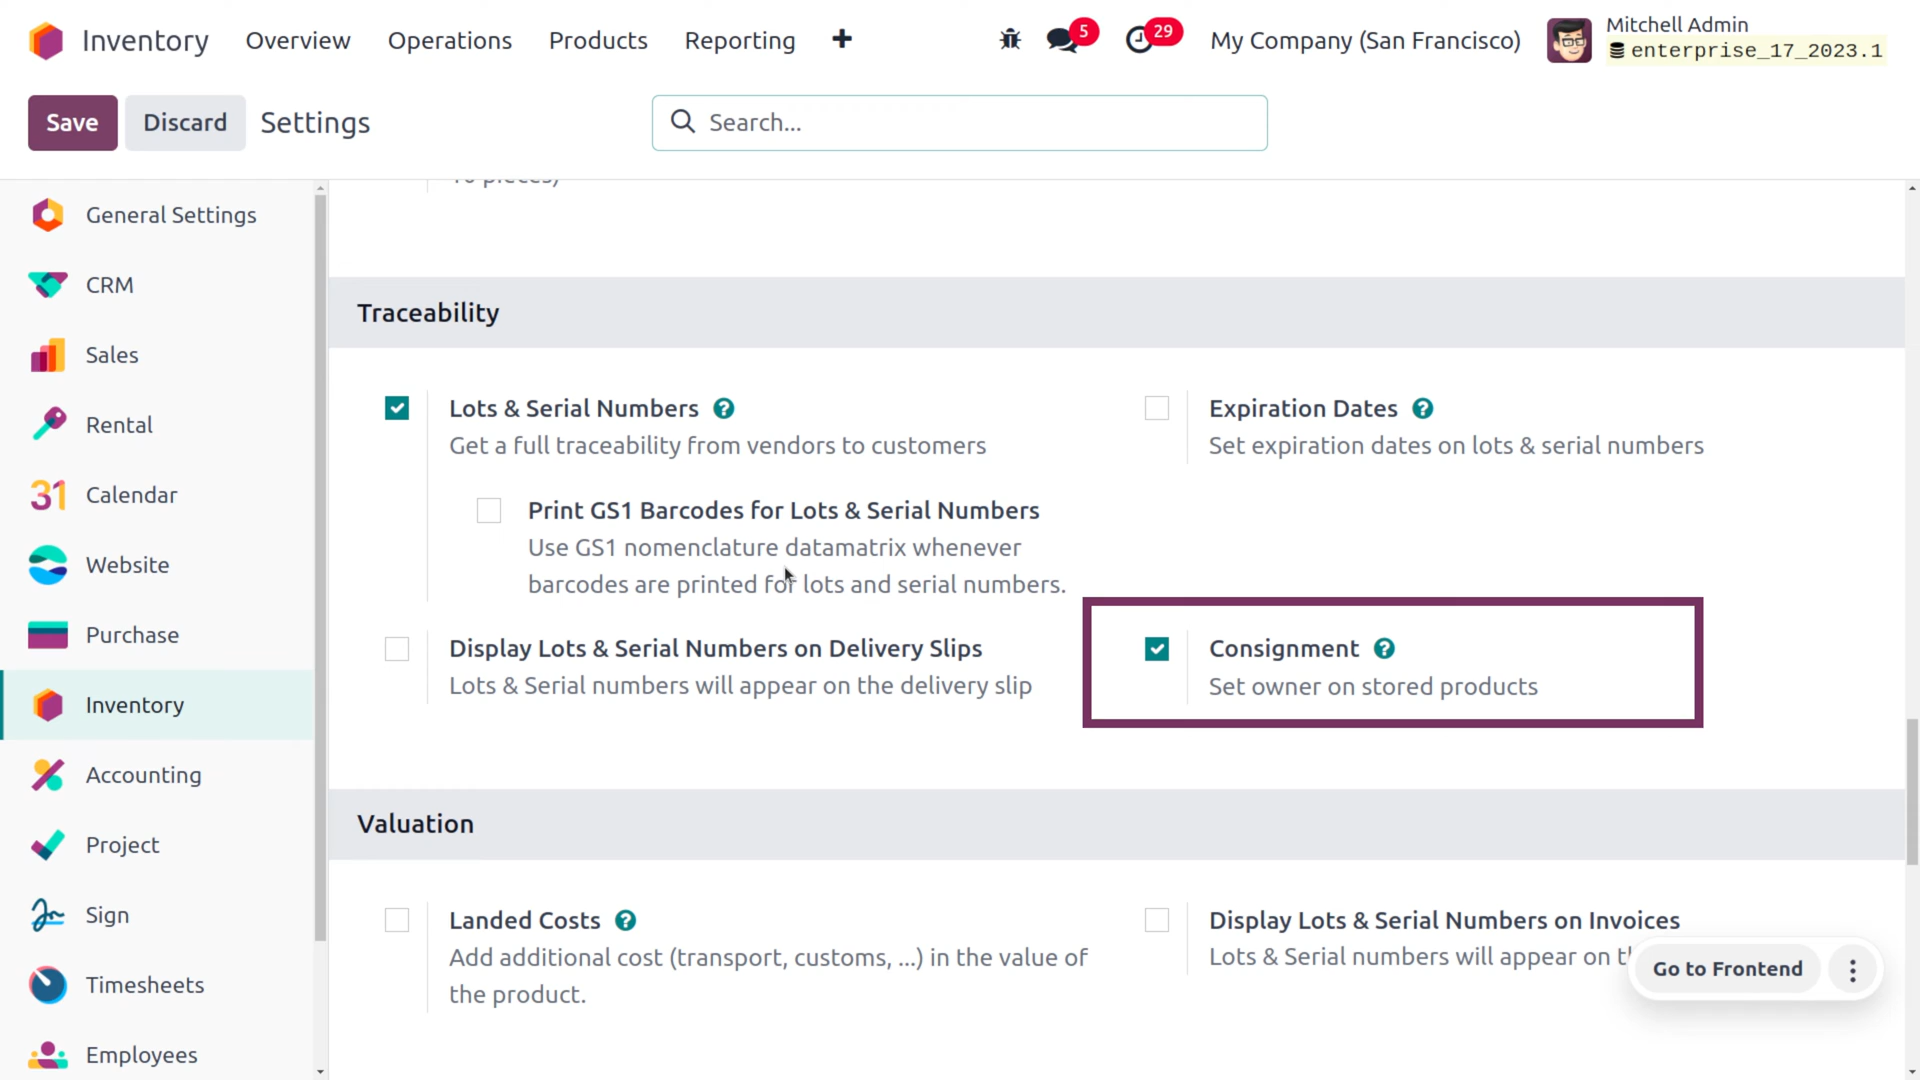 Inventory Overview Operations Products Reporting 5 29 My Company (San Francisco) Mitchell Admin
enterprise_17_2023.1
Save Discard Settings Search...
10 pieces)
General Settings
CRM
Sales
Rental
Calendar
Website
Purchase
Inventory
Accounting
Project
Sign
Timesheets
Employees
Traceability
Lots & Serial Numbers ?
Get a full traceability from vendors to customers
Expiration Dates ?
Set expiration dates on lots & serial numbers
Print GS1 Barcodes for Lots & Serial Numbers
Use GS1 nomenclature datamatrix whenever
barcodes are printed for lots and serial numbers.
Display Lots & Serial Numbers on Delivery Slips
Lots & Serial numbers will appear on the delivery slip
Consignment ?
Set owner on stored products
Valuation
Landed Costs ?
Add additional cost (transport, customs, ...) in the value of
the product.
Display Lots & Serial Numbers on Invoices
Lots & Serial numbers will appear on
Go to Frontend